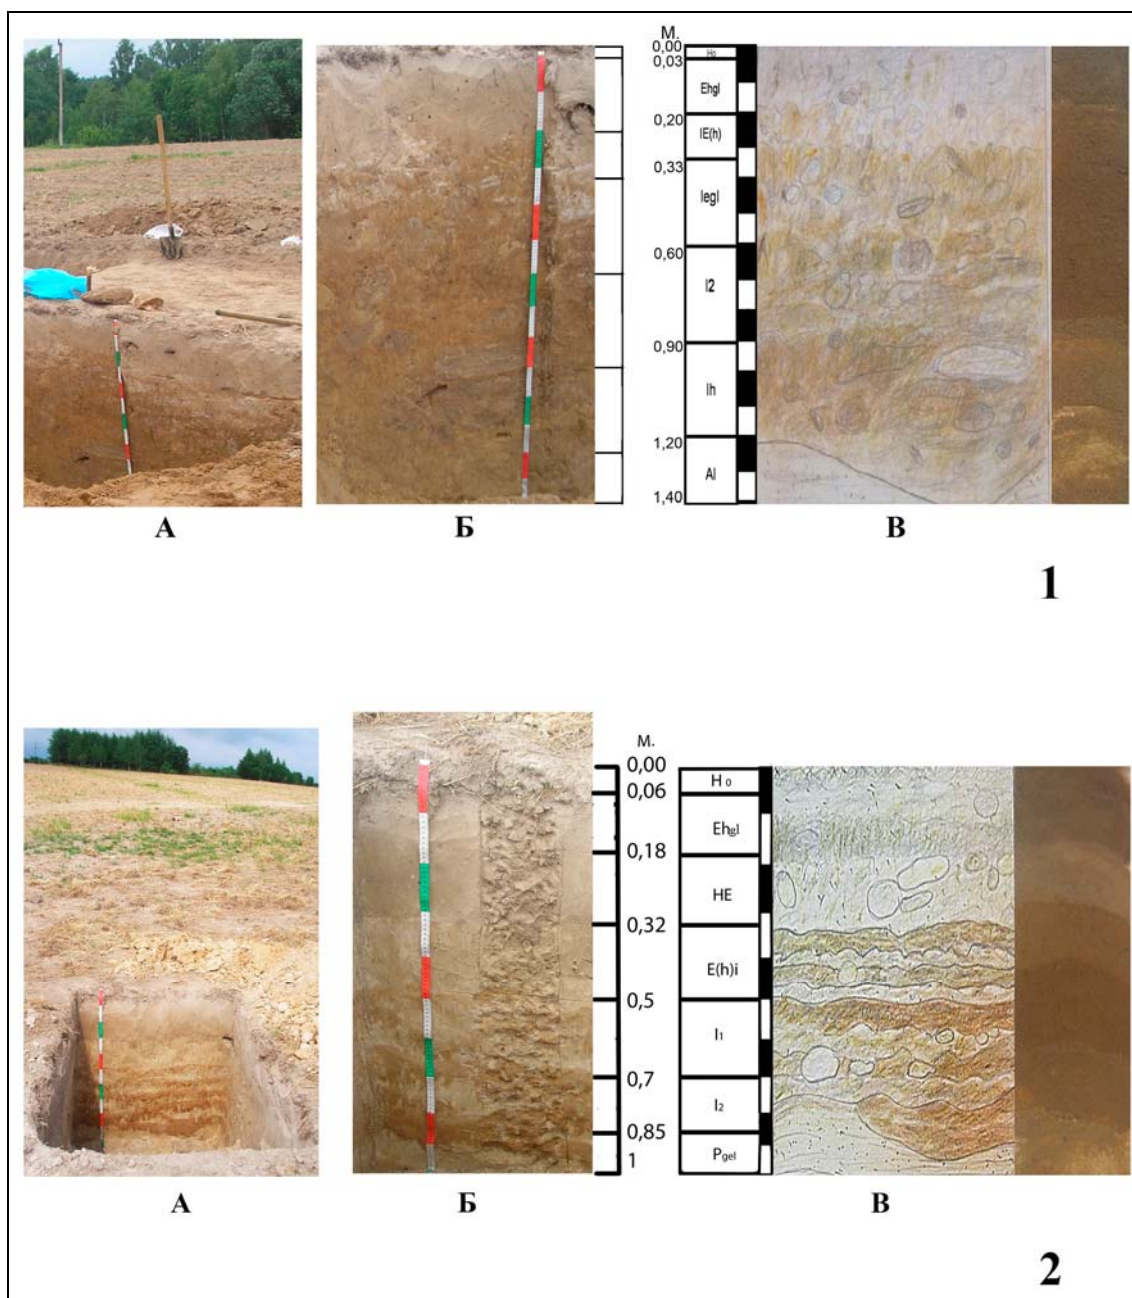 М.
0,00
H0
0,03
Ehgl
0,20
IE(h)
0,33
Iegl
0,60
I2
0,90
Ih
1,20
Al
1,40
А
Б
В
1
М.
0,00
H0
0,06
Ehgl
0,18
HE
0,32
E(h)i
0,5
I1
0,7
I2
0,85
Pgel
1
А
Б
В
2